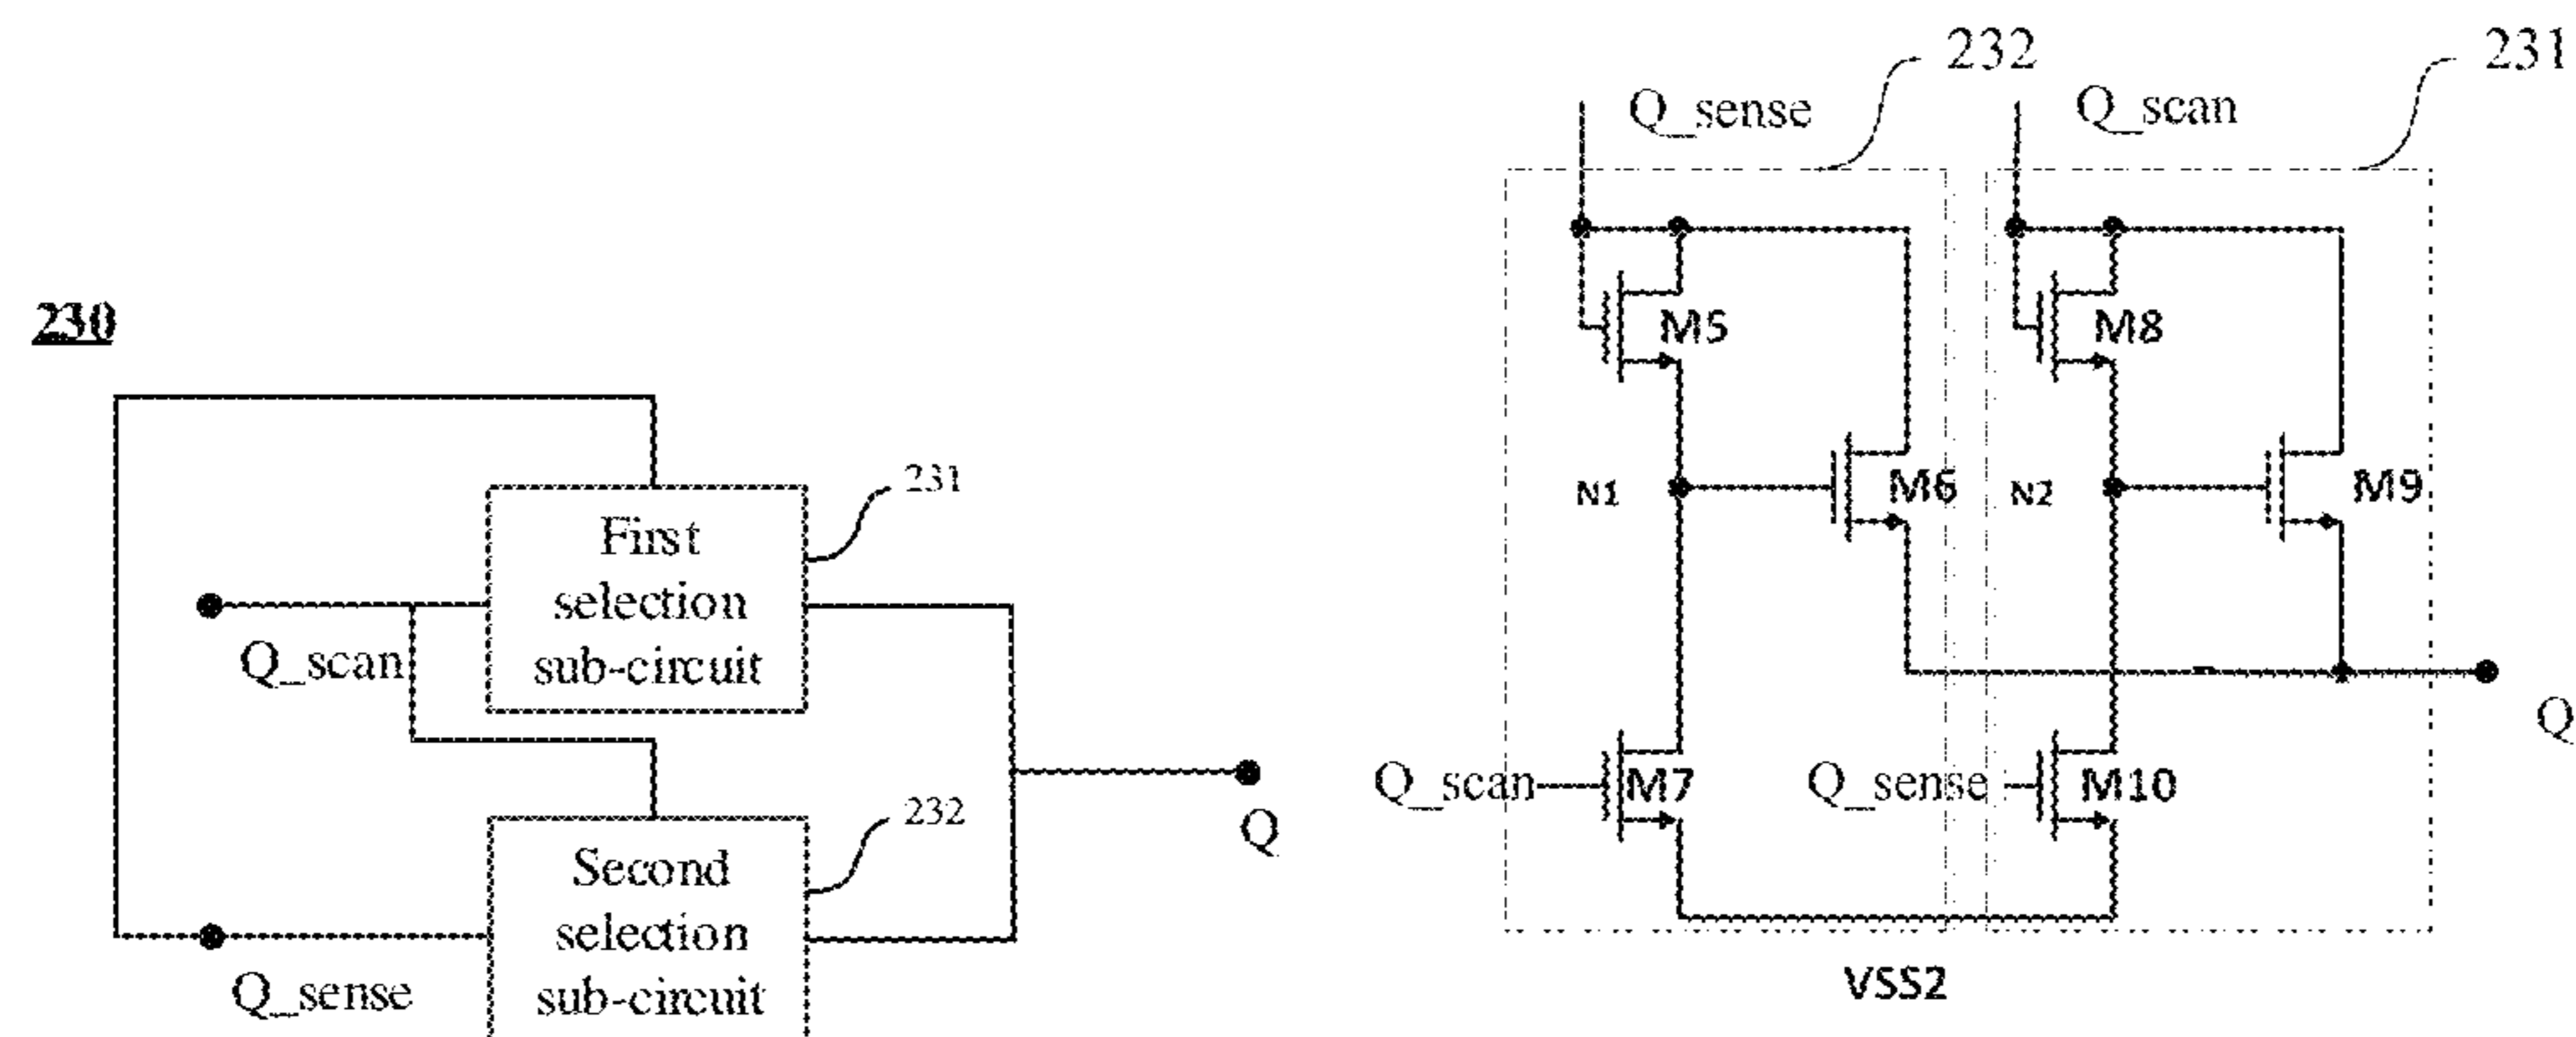 230
231
First
selection
sub-circuit
Q_scan
232
Second
selection
sub-circuit
Q_sense
Q
232
231
Q_sense
Q_scan
M5
M8
N1
M6
N2
M9
Q
Q_scan
M7
Q_sense
M10
VSS2